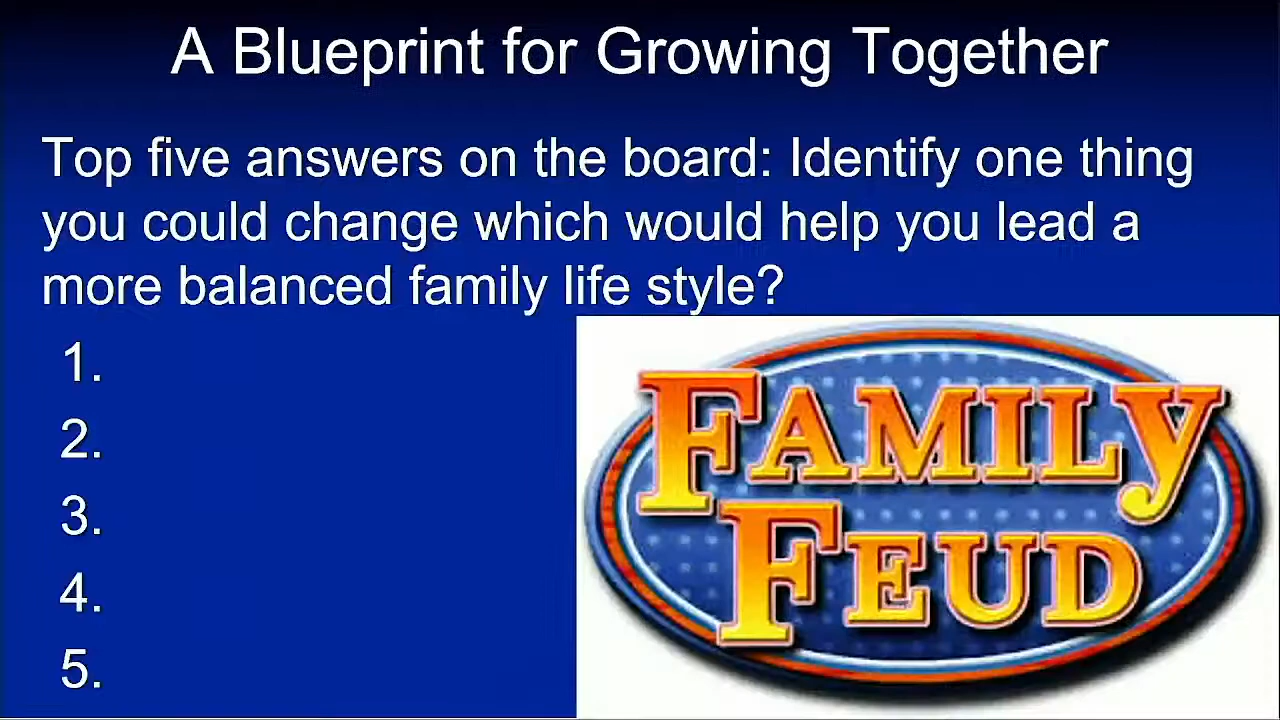 A Blueprint for Growing Together
Top five answers on the board: Identify one thing
you could change which would help you lead a
more balanced family life style?
1.
2.
3.
4.
5.
FAMILY
FEUD